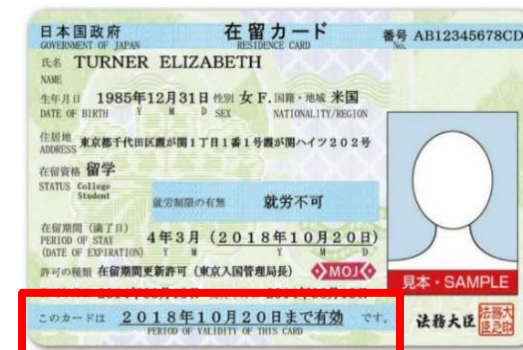 日本国政府 在留カード 番号 AB12345678CD
GOVERNMENT OF JAPAN RESIDENCE CARD No.
氏名 TURNER ELIZABETH
NAME
生年月日 1985年12月31日 性別 女 F. 国籍・地域 米国
DATE OF BIRTH Y M D SEX NATIONALITY/REGION
住居地 東京都千代田区霞が関1丁目1番1号霞が関ハイツ202号
ADDRESS
在留資格 留学
STATUS College Student
就労制限の有無 就労不可
在留期間(満了日) 4年3月(2018年10月20日)
PERIOD OF STAY
(DATE OF EXPIRATION) Y M Y M D
許可の種類 在留期間更新許可(東京入国管理局長) MOJ
見本・SAMPLE
このカードは 2018年10月20日まで有効 です。
PERIOD OF VALIDITY OF THIS CARD
法務大臣